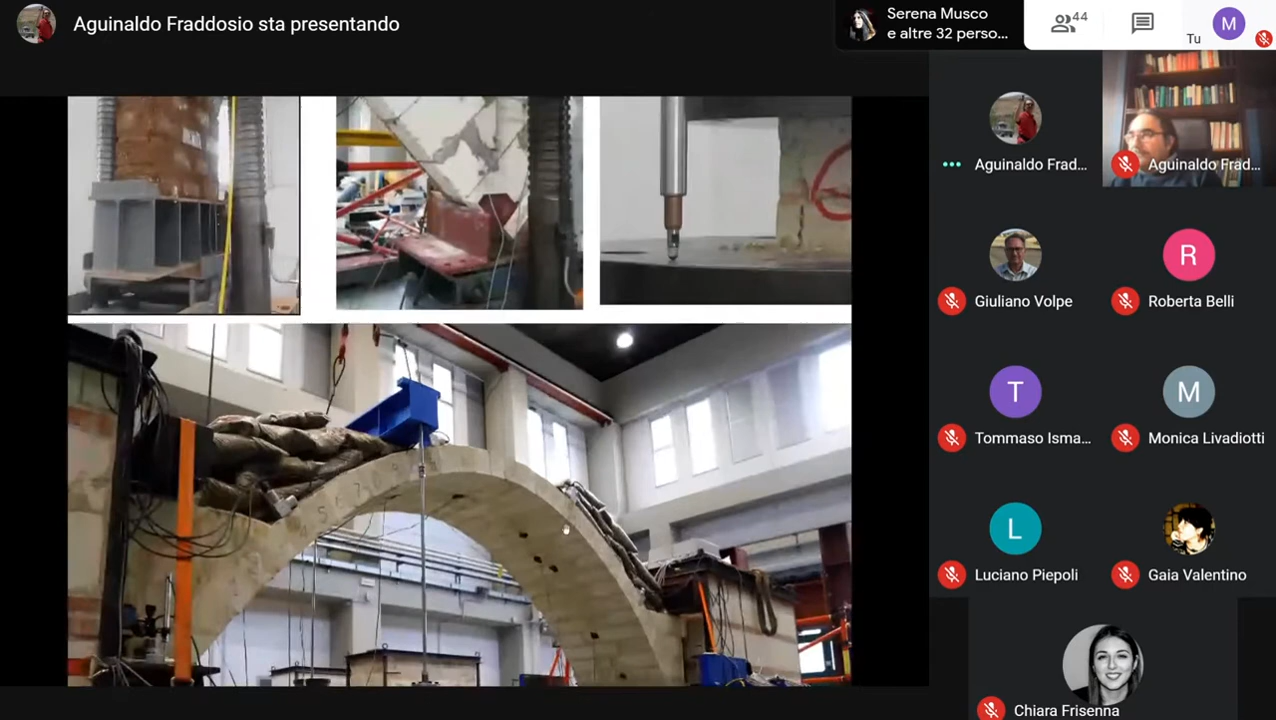 Aguinaldo Fraddosio sta presentando
Serena Musco
e altre 32 perso...
44
Tu
M
Aguinaldo Frad...
Aguinaldo Frad...
Giuliano Volpe
R
Roberta Belli
T
Tommaso Isma...
M
Monica Livadiotti
L
Luciano Piepoli
Gaia Valentino
Chiara Frisenna